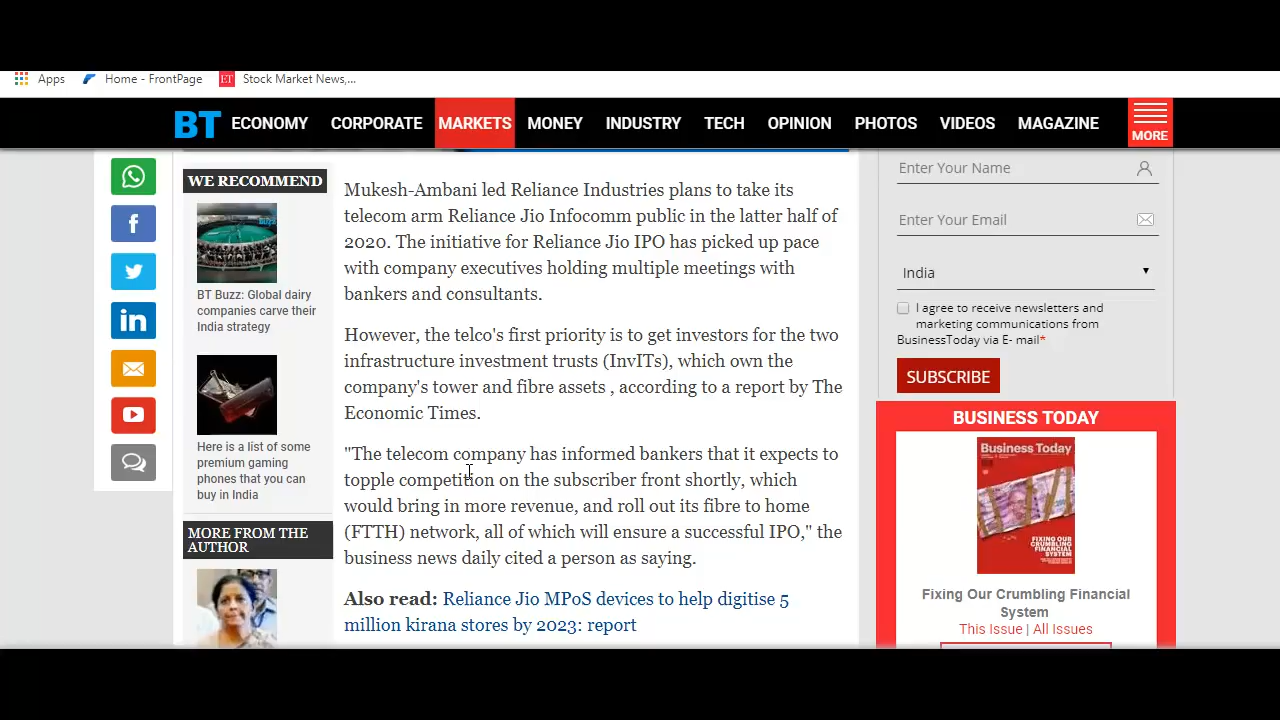 Apps
Home - FrontPage
ET
Stock Market News,...
BT
ECONOMY
CORPORATE
MARKETS
MONEY
INDUSTRY
TECH
OPINION
PHOTOS
VIDEOS
MAGAZINE
MORE
WE RECOMMEND
BT Buzz: Global dairy
companies carve their
India strategy
Here is a list of some
premium gaming
phones that you can
buy in India
MORE FROM THE
AUTHOR
Mukesh-Ambani led Reliance Industries plans to take its
telecom arm Reliance Jio Infocomm public in the latter half of
2020. The initiative for Reliance Jio IPO has picked up pace
with company executives holding multiple meetings with
bankers and consultants.
However, the telco's first priority is to get investors for the two
infrastructure investment trusts (InvITs), which own the
company's tower and fibre assets , according to a report by The
Economic Times.
"The telecom company has informed bankers that it expects to
topple competition on the subscriber front shortly, which
would bring in more revenue, and roll out its fibre to home
(FTTH) network, all of which will ensure a successful IPO," the
business news daily cited a person as saying.
Also read: Reliance Jio MPoS devices to help digitise 5
million kirana stores by 2023: report
Enter Your Name
Enter Your Email
India
I agree to receive newsletters and
marketing communications from
BusinessToday via E- mail*
SUBSCRIBE
BUSINESS TODAY
Business Today
FIXING OUR
CRUMBLING
FINANCIAL
SYSTEM
Fixing Our Crumbling Financial
System
This Issue | All Issues